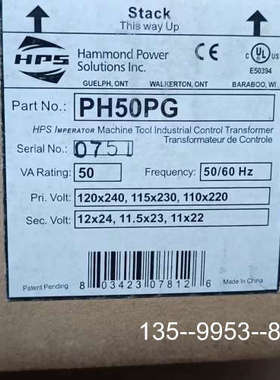 Stack
This way Up
HPS
Hammond Power
Solutions Inc.
GUELPH, ONT WALKERTON, ONT BARABOO, WI
CE
c UL us
E50394
Part No.: PH50PG
HPS IMPERATOR Machine Tool Industrial Control Transformer
Transformateur de Controle
Serial No.: 0751
VA Rating: 50 Frequency: 50/60 Hz
Pri. Volt: 120x240, 115x230, 110x220
Sec. Volt: 12x24, 11.5x23, 11x22
Patent Pending
Made in China
8 03423 07812 6
135--9953--8